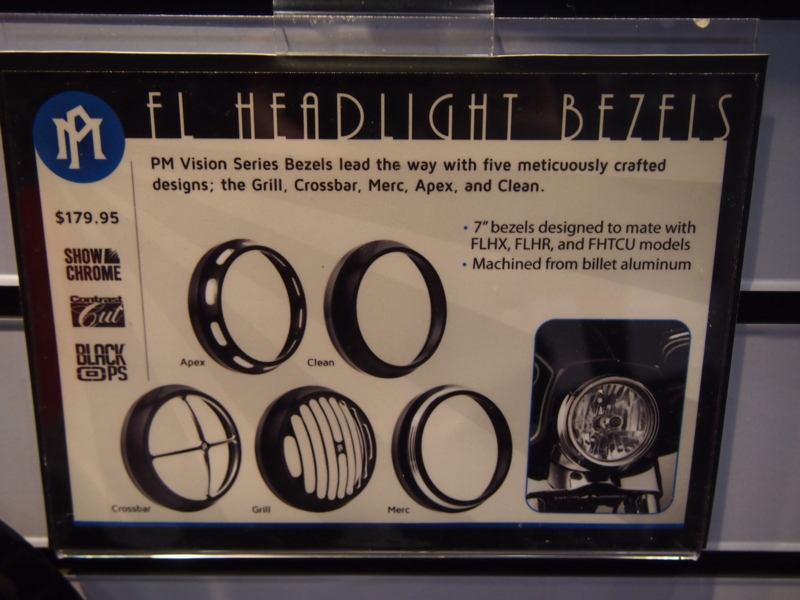 FL HEADLIGHT BEZELS
PM Vision Series Bezels lead the way with five meticuously crafted
designs; the Grill, Crossbar, Merc, Apex, and Clean.
$179.95
SHOW
CHROME
Contrast
Cut
BLACK
OPS
• 7" bezels designed to mate with
FLHX, FLHR, and FHTCU models
• Machined from billet aluminum
Apex
Clean
Crossbar
Grill
Merc